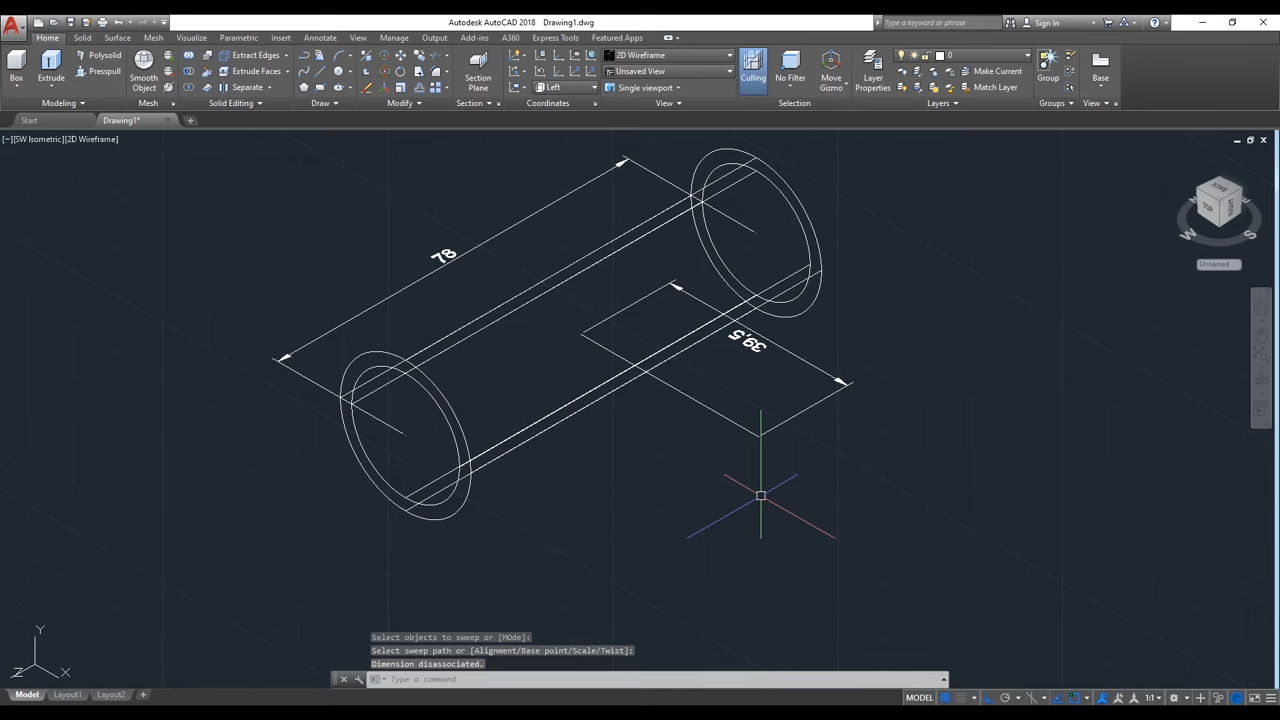 Autodesk AutoCAD 2018 Drawing1.dwg
Type a keyword or phrase
Sign In
Home Solid Surface Mesh Visualize Parametric Insert Annotate View Manage Output Add-ins A360 Express Tools Featured Apps
Box
Extrude
Polysolid
Presspull
Smooth
Object
Extract Edges
Extrude Faces
Separate
Section
Plane
Left
2D Wireframe
Unsaved View
Single viewport
Culling
No Filter
Move
Gizmo
Layer
Properties
0
Make Current
Match Layer
Group
Base
Modeling
Mesh
Solid Editing
Draw
Modify
Section
Coordinates
View
Selection
Layers
Groups
View
Start
Drawing1*
[−][SW Isometric][2D Wireframe]
BACK
TOP
W
S
Unnamed
78
39,5
Y
Z
X
Select objects to sweep or [MOde]:
Select sweep path or [Alignment/Base point/Scale/Twist]:
Dimension disassociated.
Type a command
Model Layout1 Layout2
MODEL
1:1